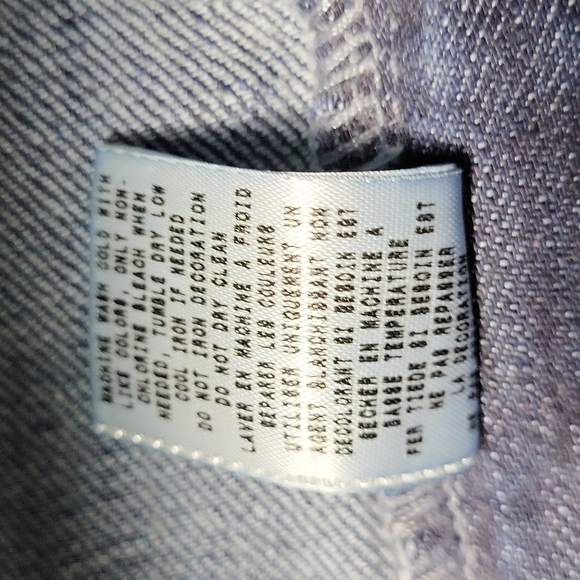 MACHINE WASH COLD WITH
LIKE COLORS, ONLY NON-
CHLORINE BLEACH WHEN
NEEDED, TUMBLE DRY LOW
COOL IRON IF NEEDED
DO NOT IRON DECORATION
DO NOT DRY CLEAN
LAVER EN MACHINE A FROID
SEPARER LES COULEURS
UTILISER UNIQUEMENT UN
AGENT BLANCHISSANT NON
DECOLORANT SI BESOIN EST
SECHER EN MACHINE A
BASSE TEMPERATURE
FER TIEDE SI BESOIN EST
NE PAS REPASSER
LA DECORATION